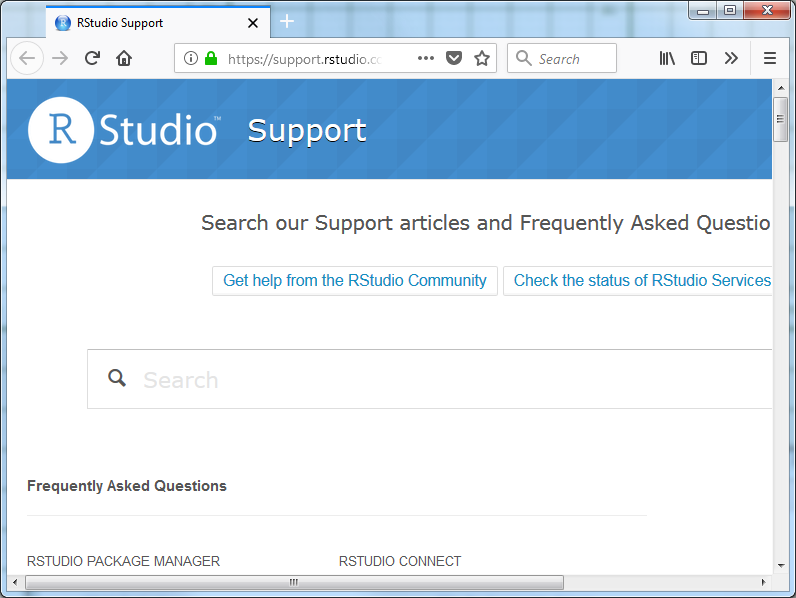 RStudio Support
https://support.rstudio.co
Search
R Studio™ Support
Search our Support articles and Frequently Asked Questio
Get help from the RStudio Community
Check the status of RStudio Services
Search
Frequently Asked Questions
RSTUDIO PACKAGE MANAGER
RSTUDIO CONNECT